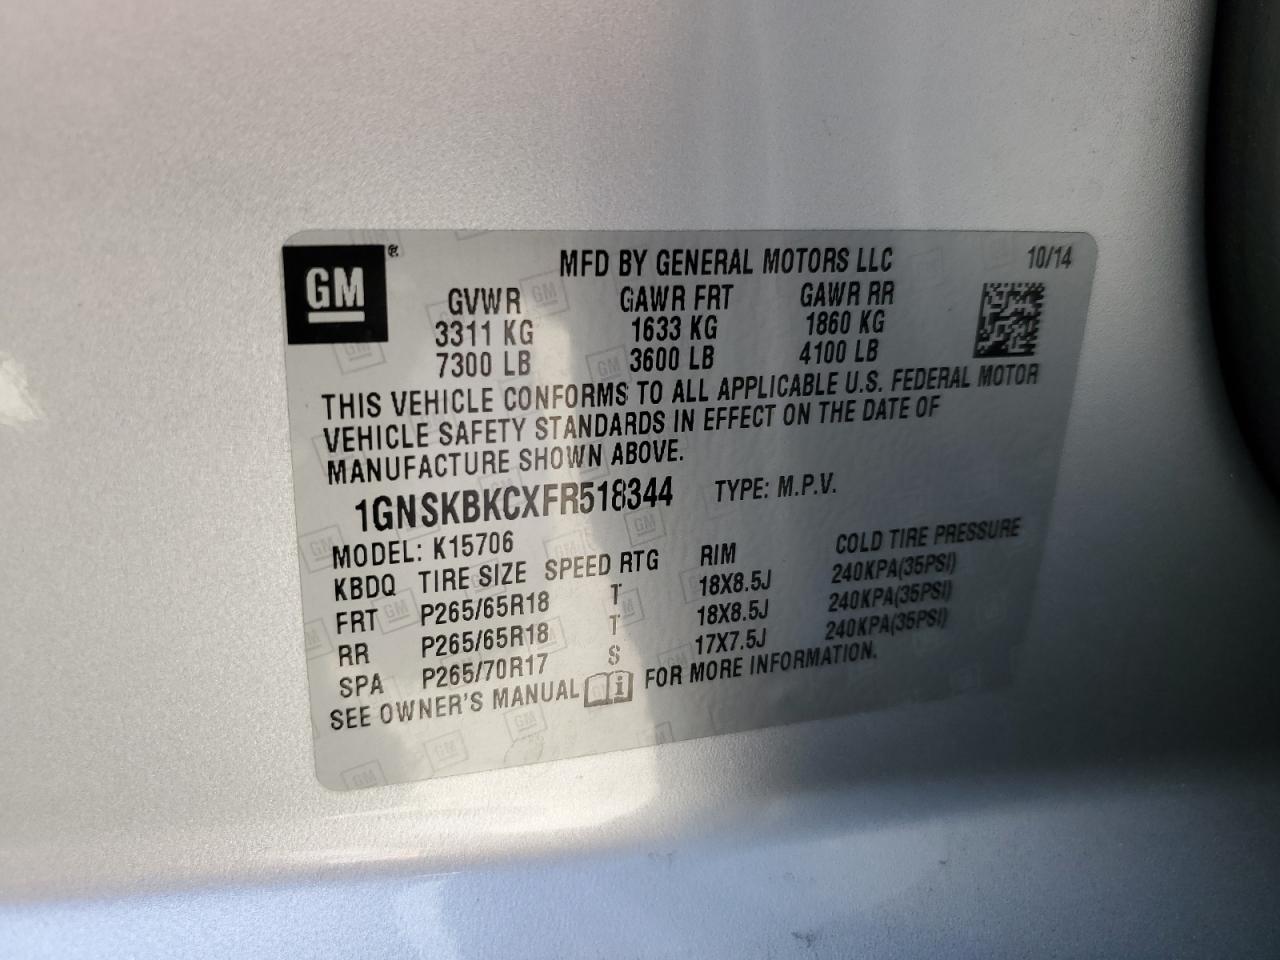 GM ®
MFD BY GENERAL MOTORS LLC 10/14
GVWR GAWR FRT GAWR RR
3311 KG 1633 KG 1860 KG
7300 LB 3600 LB 4100 LB
THIS VEHICLE CONFORMS TO ALL APPLICABLE U.S. FEDERAL MOTOR
VEHICLE SAFETY STANDARDS IN EFFECT ON THE DATE OF
MANUFACTURE SHOWN ABOVE.
1GNSKBKCXFR518344 TYPE: M.P.V.
MODEL: K15706
KBDQ TIRE SIZE SPEED RTG RIM COLD TIRE PRESSURE
FRT P265/65R18 T 18X8.5J 240KPA(35PSI)
RR P265/65R18 T 18X8.5J 240KPA(35PSI)
SPA P265/70R17 S 17X7.5J 240KPA(35PSI)
SEE OWNER'S MANUAL i FOR MORE INFORMATION.